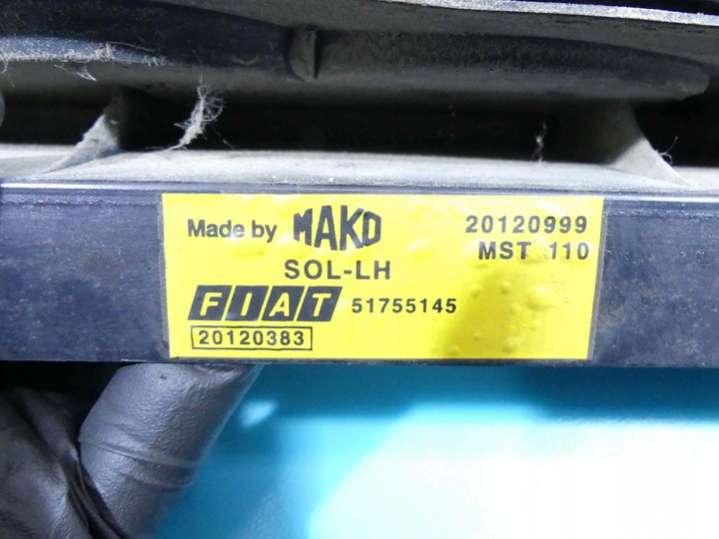 Made by MAKO 20120999
SOL-LH MST 110
FIAT 51755145
20120383